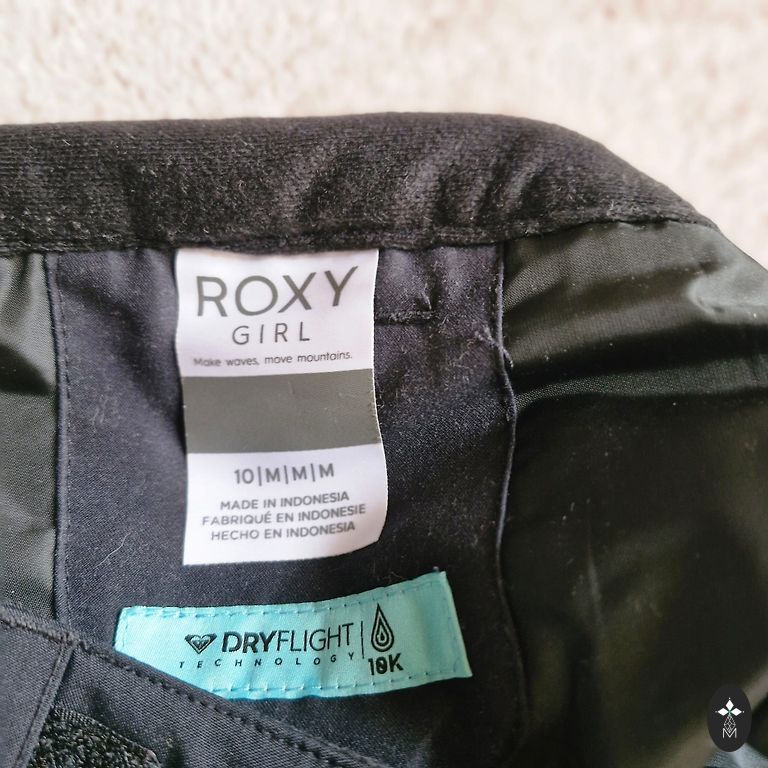 ROXY
GIRL
Make waves, move mountains.
10|M|M|M
MADE IN INDONESIA
FABRIQUÉ EN INDONESIE
HECHO EN INDONESIA
DRYFLIGHT
TECHNOLOGY
10K
M